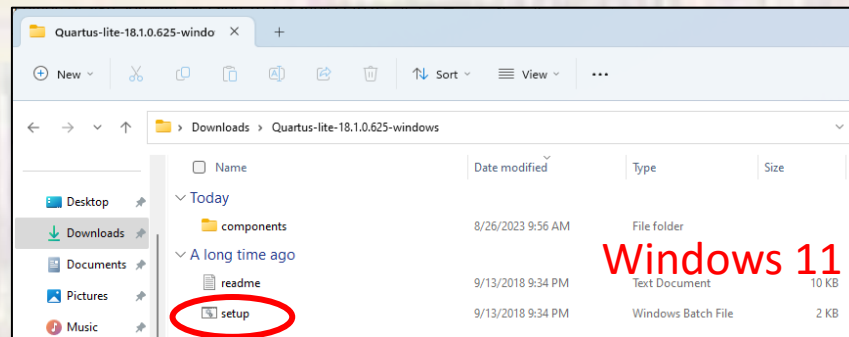 Quartus-lite-18.1.0.625-windo
New Sort View
Downloads Quartus-lite-18.1.0.625-windows
Name Date modified Type Size
Desktop
Today
components 8/26/2023 9:56 AM File folder
Downloads
A long time ago
Windows 11
Documents
readme 9/13/2018 9:34 PM Text Document 10 KB
Pictures
setup 9/13/2018 9:34 PM Windows Batch File 2 KB
Music